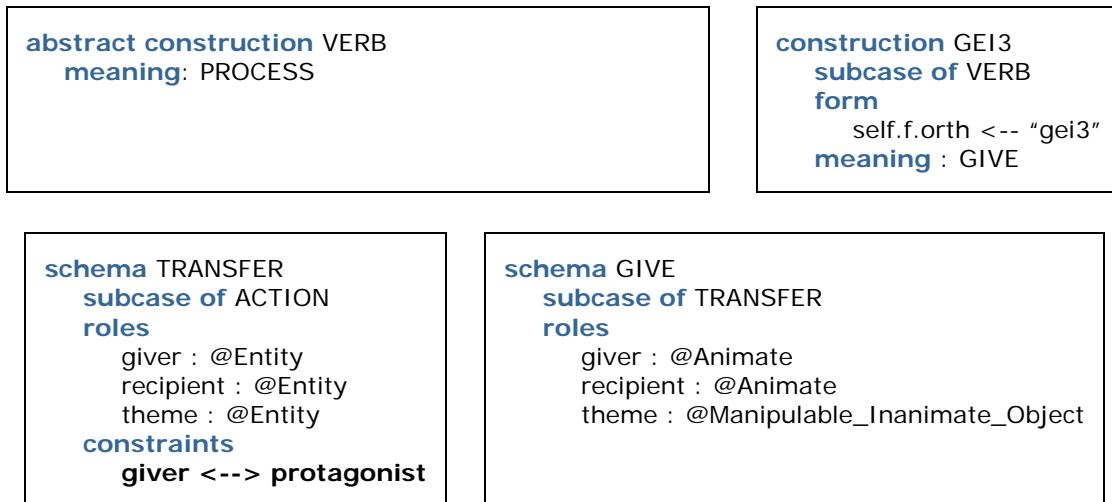 abstract construction VERB
meaning: PROCESS
construction GEI3
subcase of VERB
form
self.f.orth <-- “gei3”
meaning : GIVE
schema TRANSFER
subcase of ACTION
roles
giver : @Entity
recipient : @Entity
theme : @Entity
constraints
giver <--> protagonist
schema GIVE
subcase of TRANSFER
roles
giver : @Animate
recipient : @Animate
theme : @Manipulable_Inanimate_Object